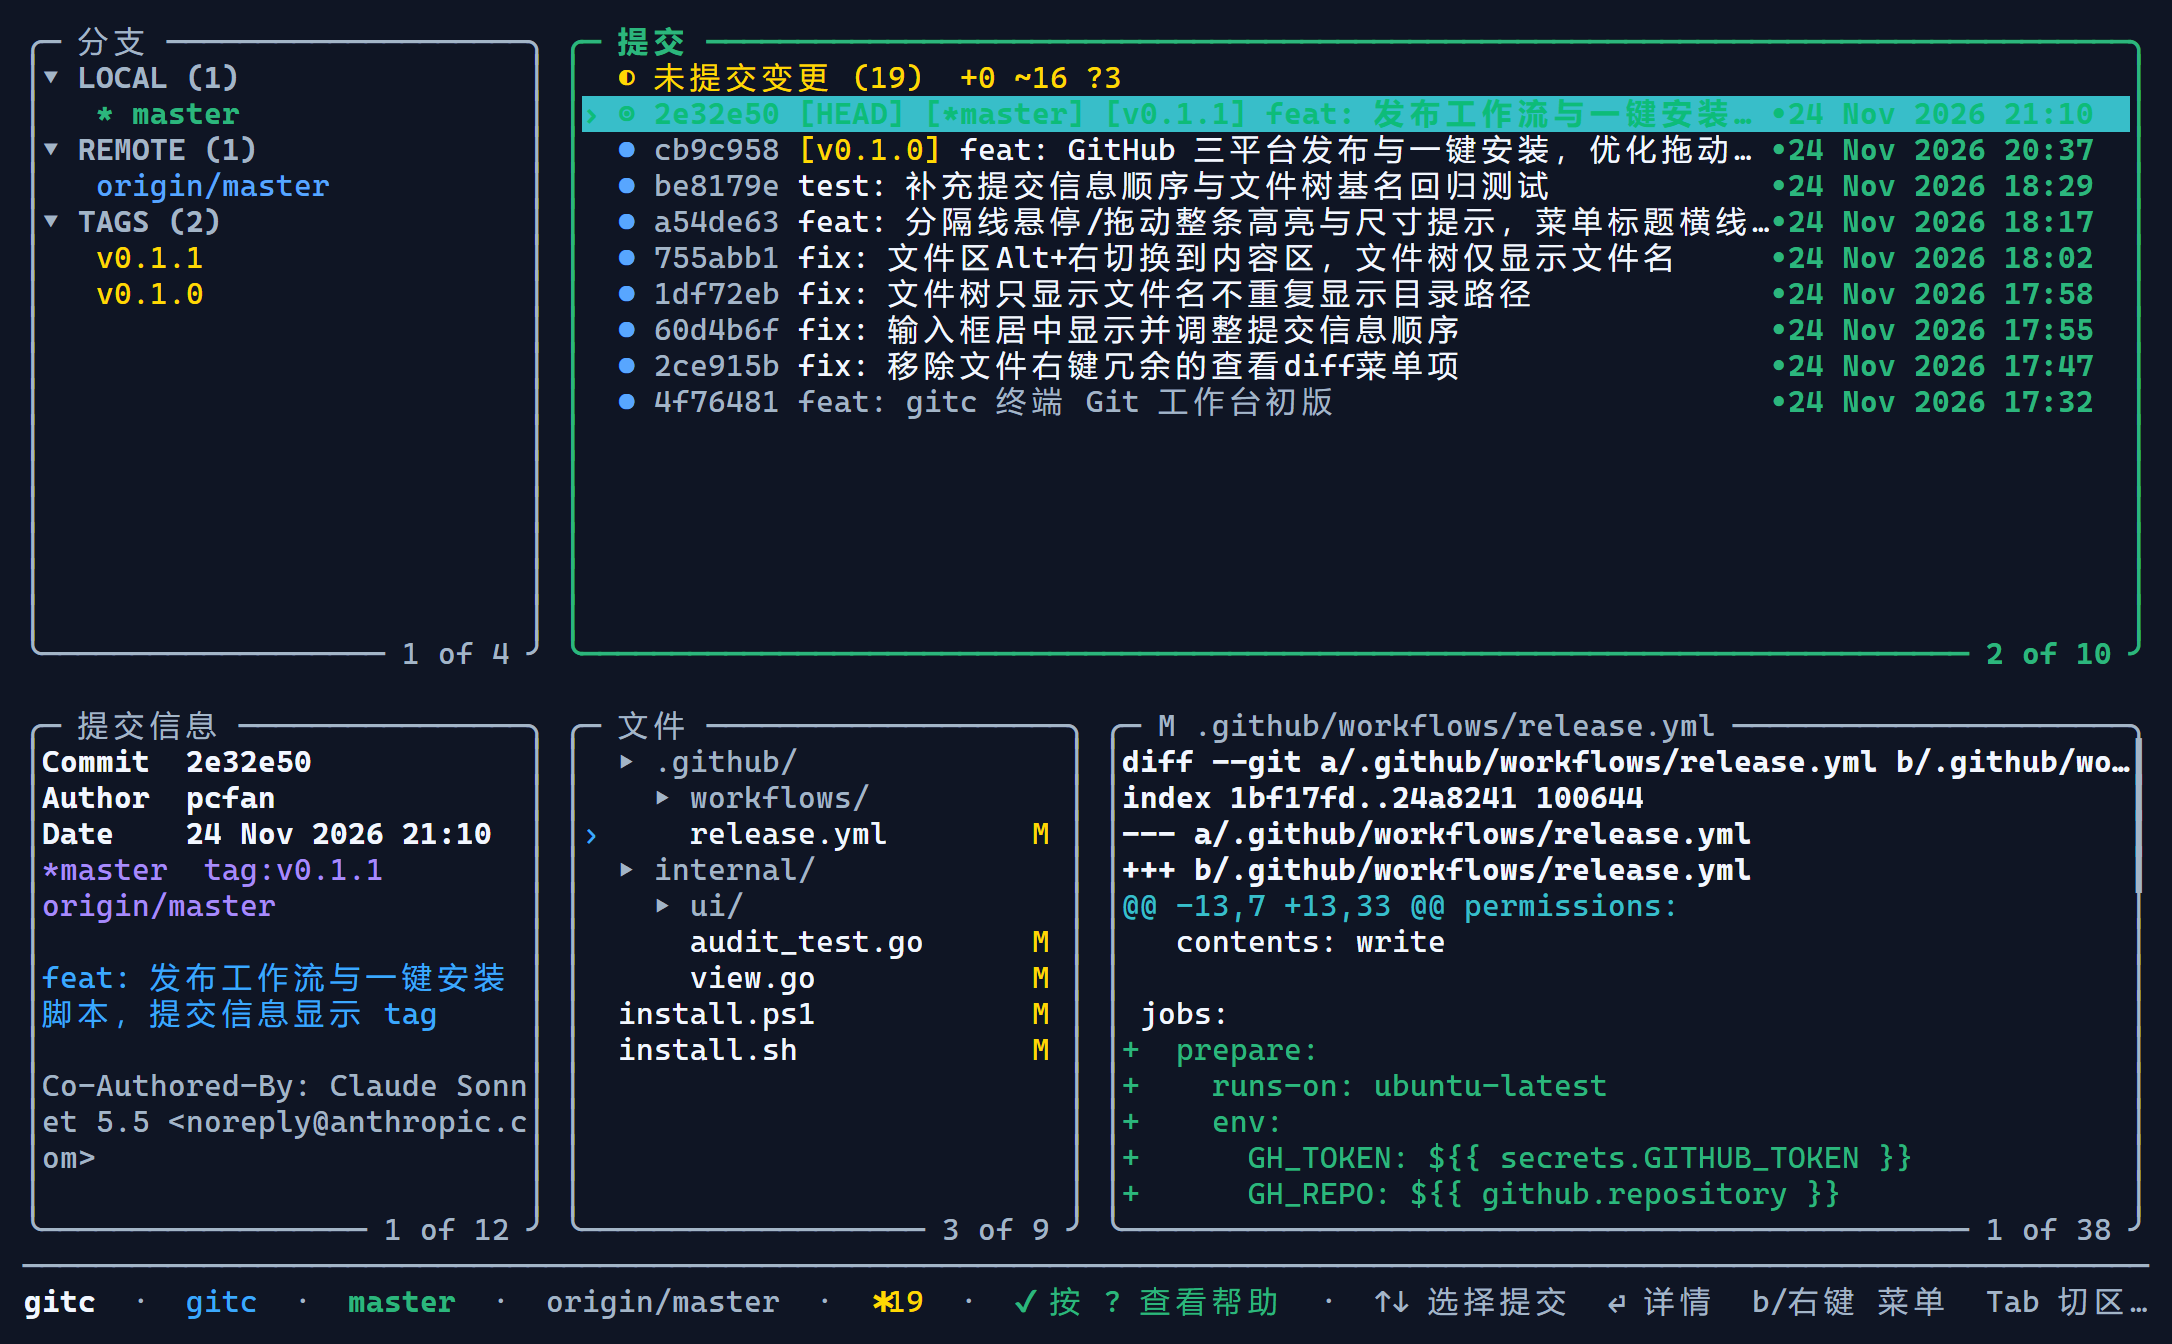 分支
▼ LOCAL (1)
* master
▼ REMOTE (1)
origin/master
▼ TAGS (2)
v0.1.1
v0.1.0
1 of 4
提交
◐ 未提交变更 (19)  +0 ~16 ?3
› ⊙ 2e32e50 [HEAD] [*master] [v0.1.1] feat: 发布工作流与一键安装… •24 Nov 2026 21:10
● cb9c958 [v0.1.0] feat: GitHub 三平台发布与一键安装，优化拖动… •24 Nov 2026 20:37
● be8179e test: 补充提交信息顺序与文件树基名回归测试 •24 Nov 2026 18:29
● a54de63 feat: 分隔线悬停/拖动整条高亮与尺寸提示，菜单标题横线…•24 Nov 2026 18:17
● 755abb1 fix: 文件区Alt+右切换到内容区，文件树仅显示文件名 •24 Nov 2026 18:02
● 1df72eb fix: 文件树只显示文件名不重复显示目录路径 •24 Nov 2026 17:58
● 60d4b6f fix: 输入框居中显示并调整提交信息顺序 •24 Nov 2026 17:55
● 2ce915b fix: 移除文件右键冗余的查看diff菜单项 •24 Nov 2026 17:47
● 4f76481 feat: gitc 终端 Git 工作台初版 •24 Nov 2026 17:32
2 of 10
提交信息
Commit  2e32e50
Author  pcfan
Date    24 Nov 2026 21:10
*master  tag:v0.1.1
origin/master
feat: 发布工作流与一键安装
脚本，提交信息显示 tag
Co-Authored-By: Claude Sonn
et 5.5 <noreply@anthropic.c
om>
1 of 12
文件
▶ .github/
▶ workflows/
› release.yml M
▶ internal/
▶ ui/
audit_test.go M
view.go M
install.ps1 M
install.sh M
3 of 9
M .github/workflows/release.yml
diff --git a/.github/workflows/release.yml b/.github/wo…
index 1bf17fd..24a8241 100644
--- a/.github/workflows/release.yml
+++ b/.github/workflows/release.yml
@@ -13,7 +13,33 @@ permissions:
contents: write
jobs:
+  prepare:
+    runs-on: ubuntu-latest
+    env:
+      GH_TOKEN: ${{ secrets.GITHUB_TOKEN }}
+      GH_REPO: ${{ github.repository }}
1 of 38
gitc · gitc · master · origin/master · *19 · ✓ 按 ? 查看帮助 · ↑↓ 选择提交  ⏎ 详情  b/右键 菜单  Tab 切区…